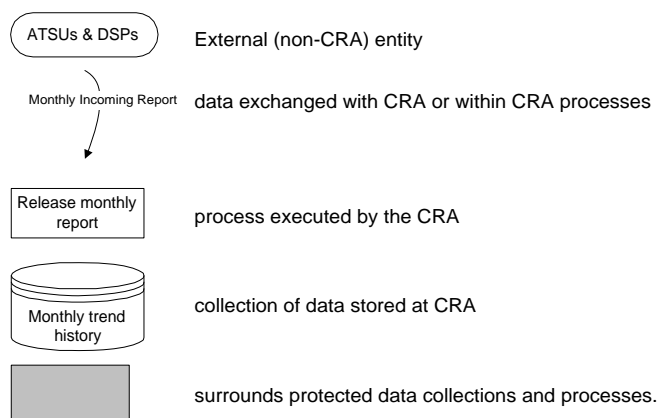 ATSUs & DSPs
External (non-CRA) entity
Monthly Incoming Report
data exchanged with CRA or within CRA processes
Release monthly
report
process executed by the CRA
Monthly trend
history
collection of data stored at CRA
surrounds protected data collections and processes.